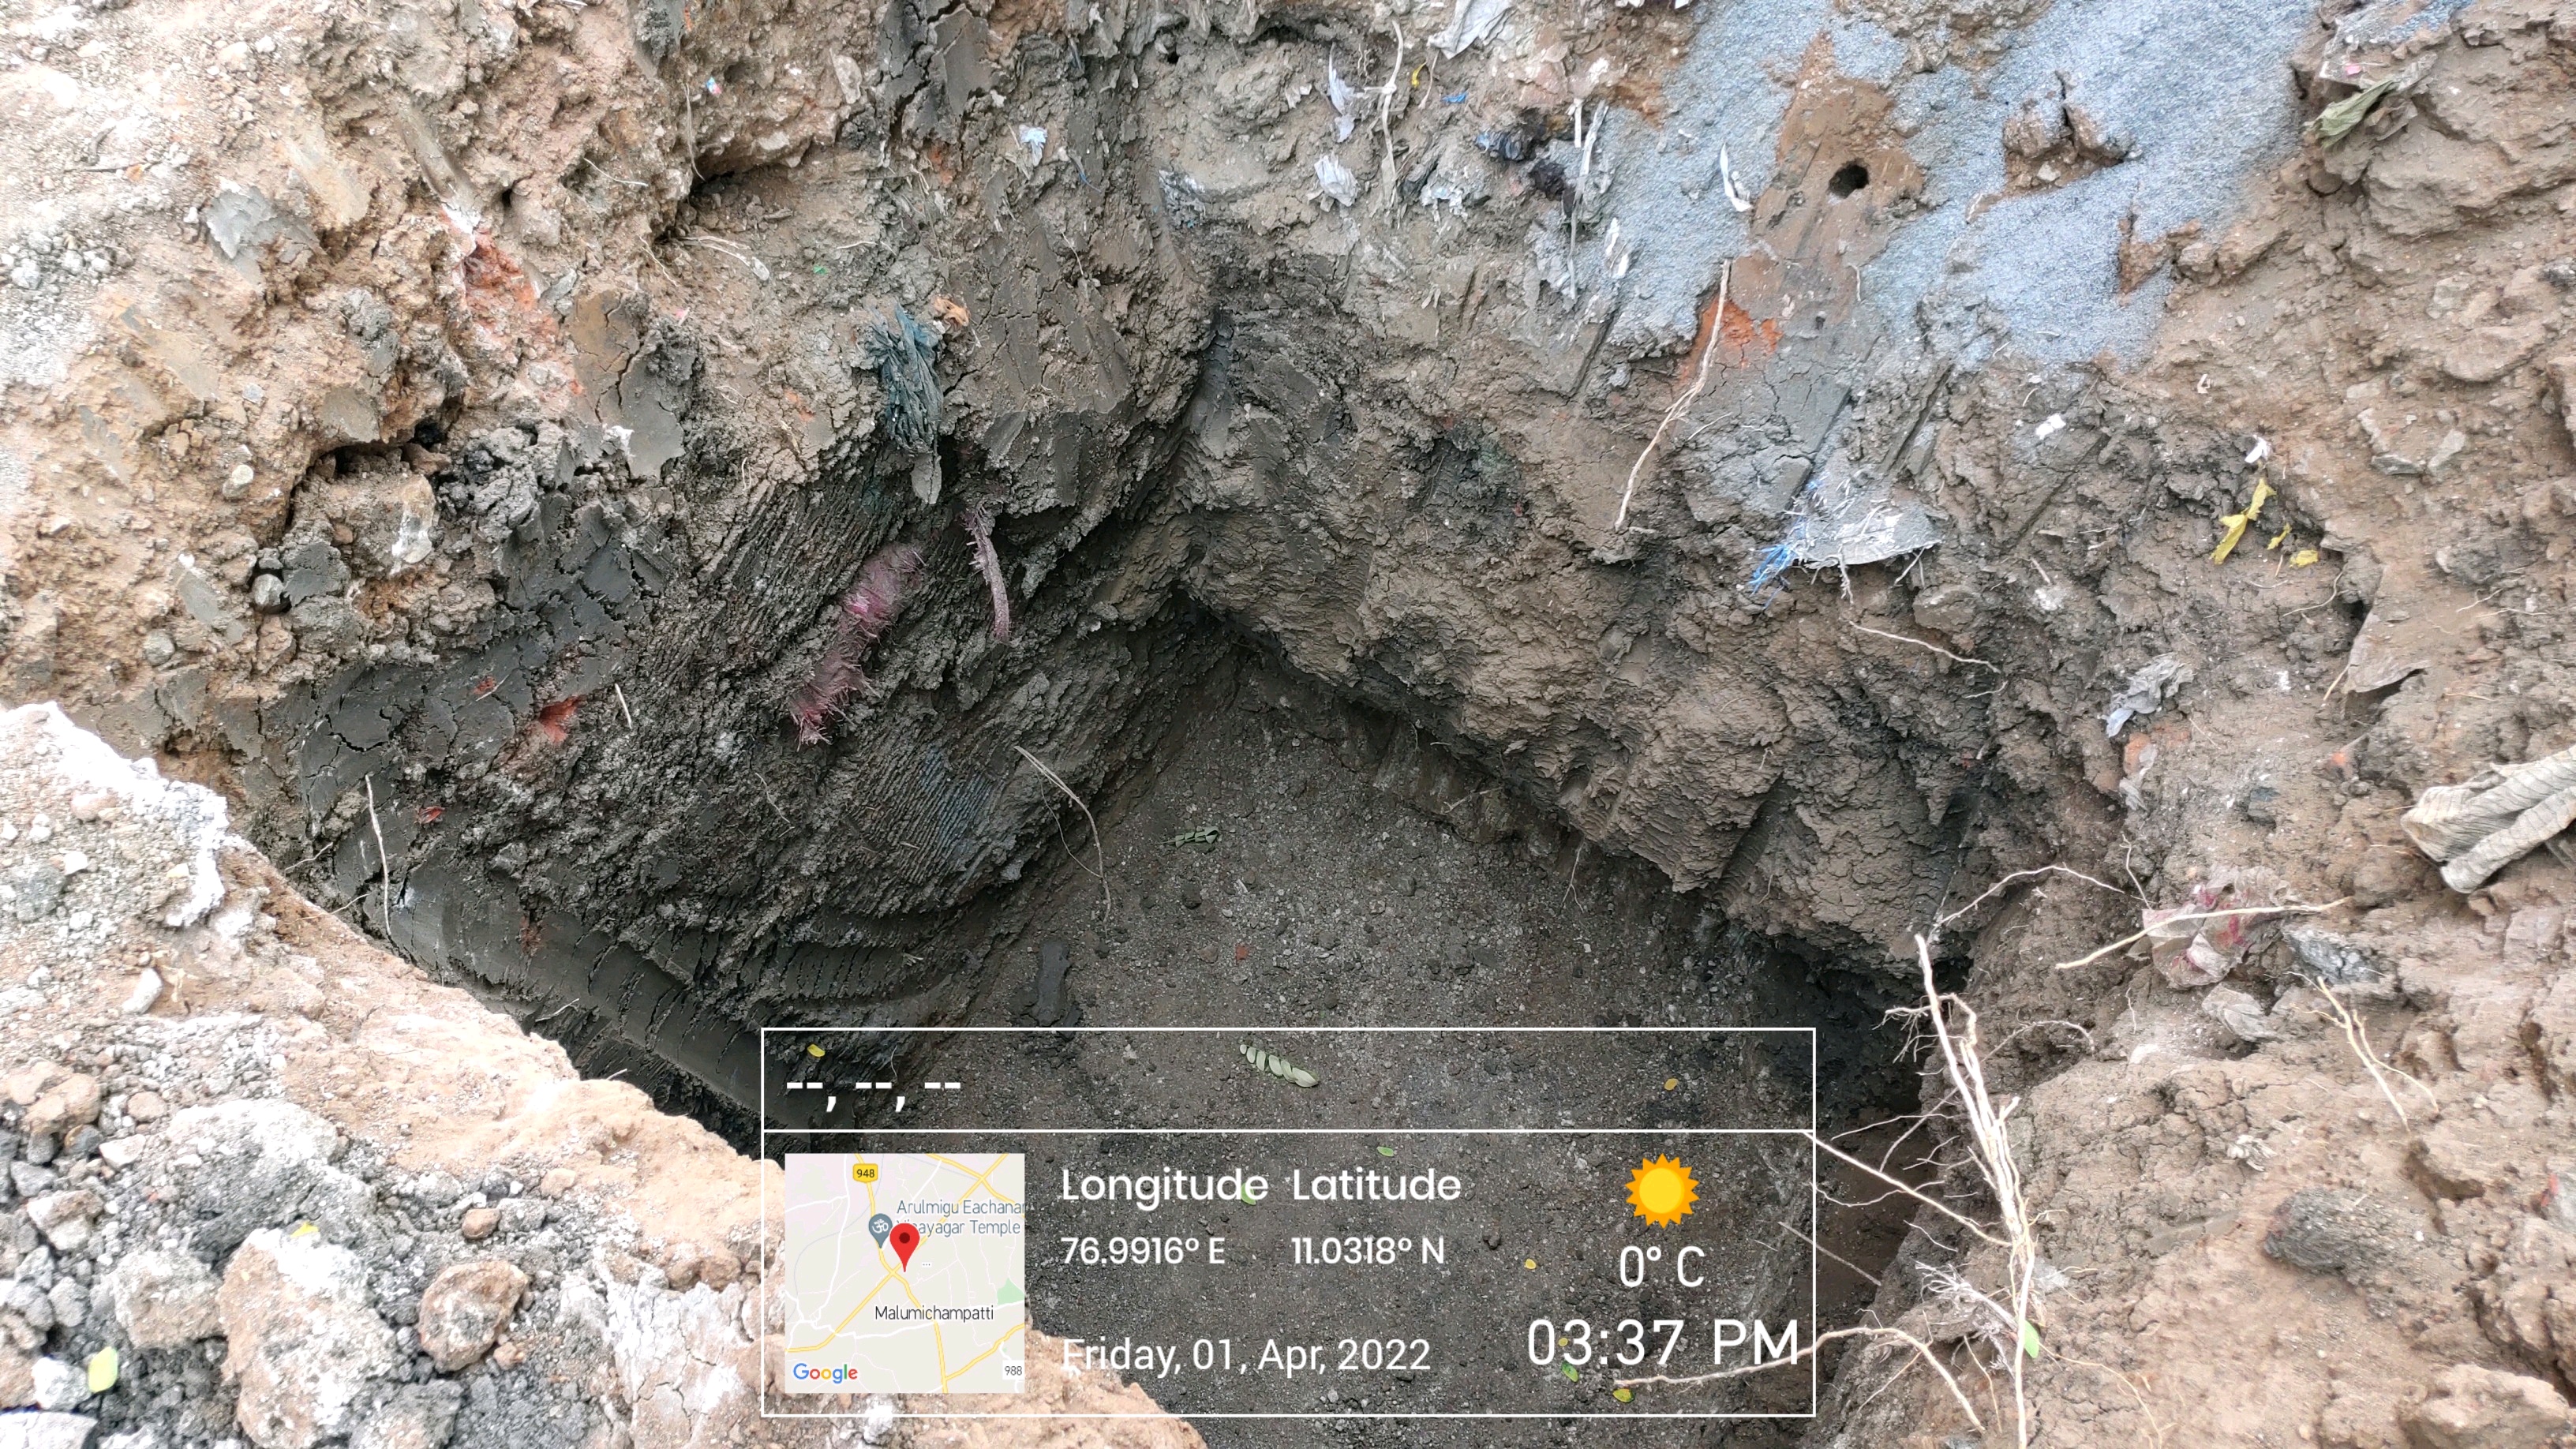 --, --, --
948
Arulmigu Eachanar
Vinayagar Temple
Malumichampatti
Google
988
Longitude Latitude
76.9916° E 11.0318° N
Friday, 01 Apr, 2022
0° C
03:37 PM